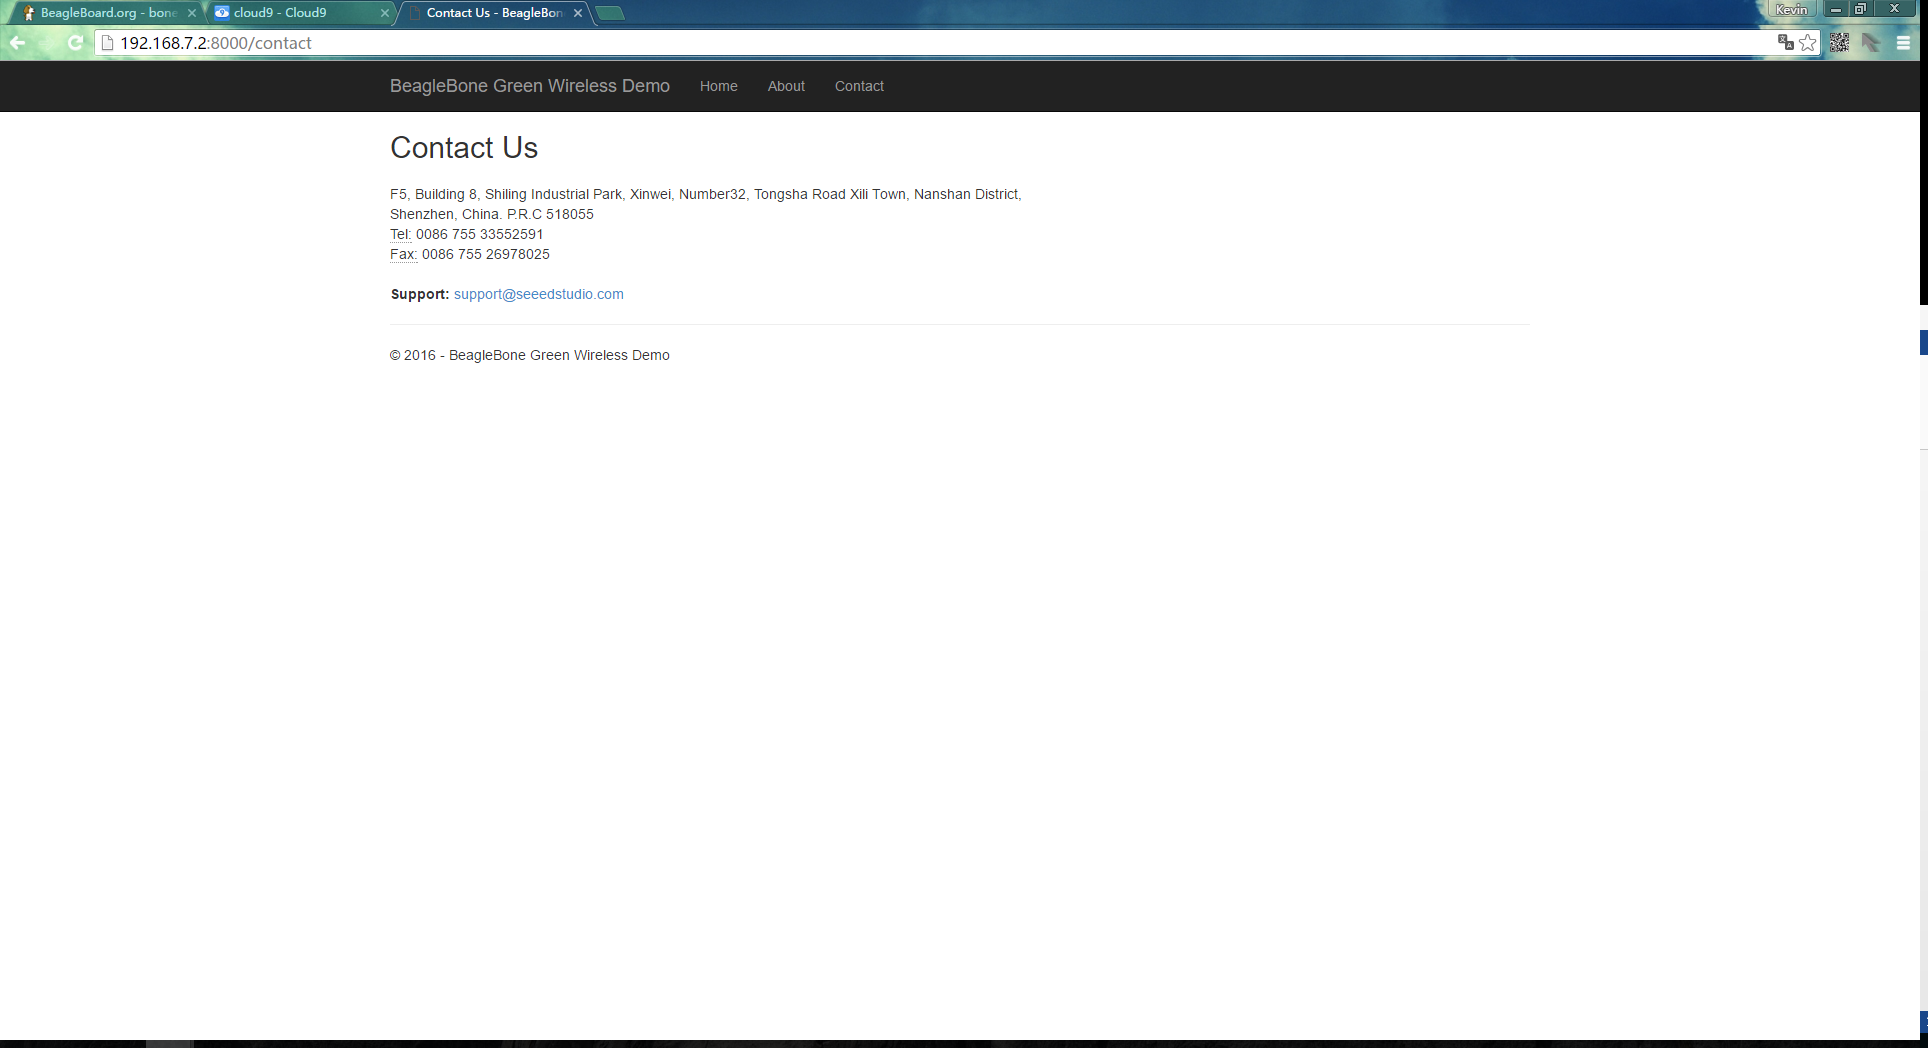 BeagleBoard.org - bone
cloud9 - Cloud9
Contact Us - BeagleBon
Kevin
192.168.7.2:8000/contact
BeagleBone Green Wireless Demo
Home
About
Contact
Contact Us
F5, Building 8, Shiling Industrial Park, Xinwei, Number32, Tongsha Road Xili Town, Nanshan District,
Shenzhen, China. P.R.C 518055
Tel: 0086 755 33552591
Fax: 0086 755 26978025
Support: support@seeedstudio.com
© 2016 - BeagleBone Green Wireless Demo